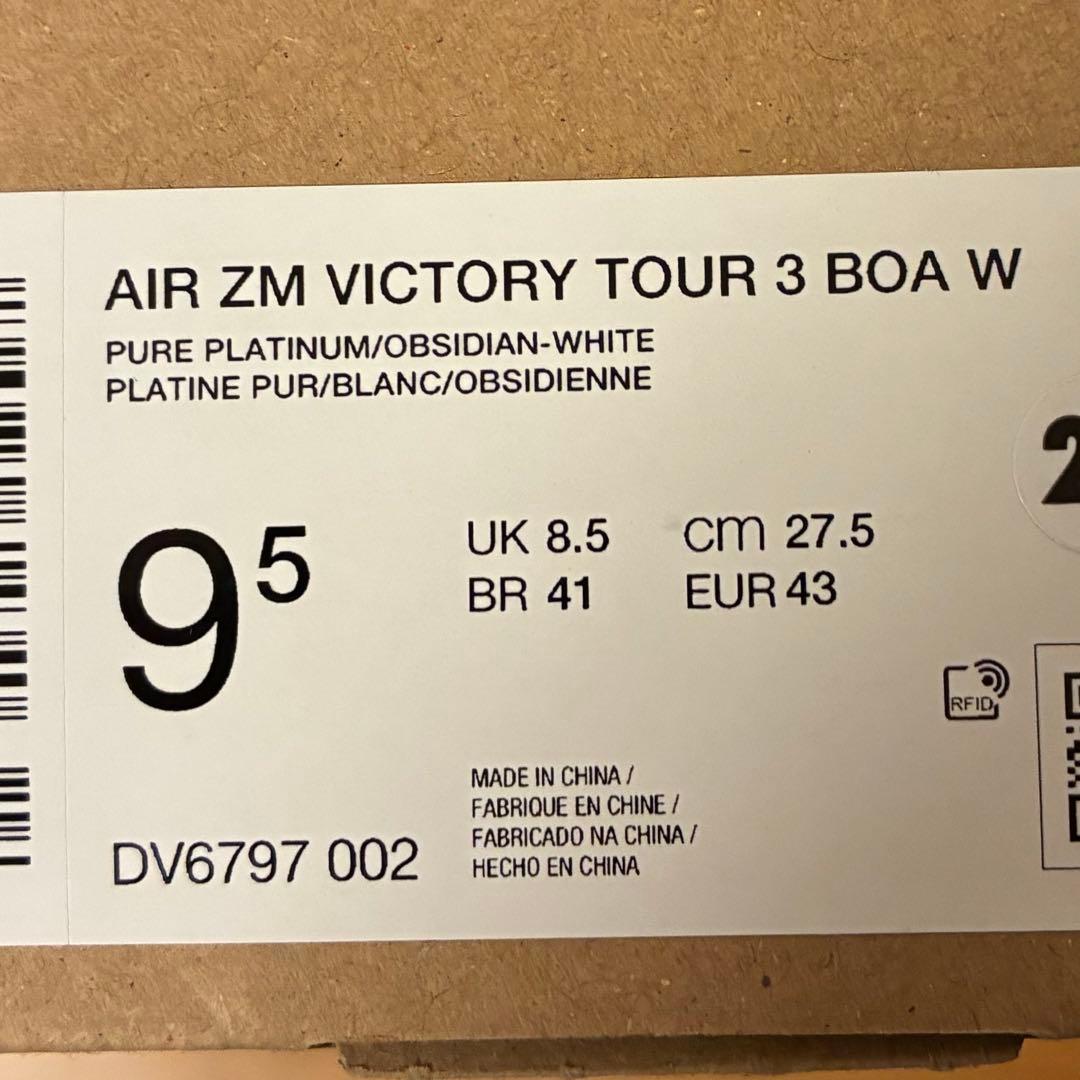 AIR ZM VICTORY TOUR 3 BOA W
PURE PLATINUM/OBSIDIAN-WHITE
PLATINE PUR/BLANC/OBSIDIENNE
9⁵
UK 8.5 cm 27.5
BR 41 EUR 43
2
RFID
MADE IN CHINA /
FABRIQUE EN CHINE /
FABRICADO NA CHINA /
HECHO EN CHINA
DV6797 002